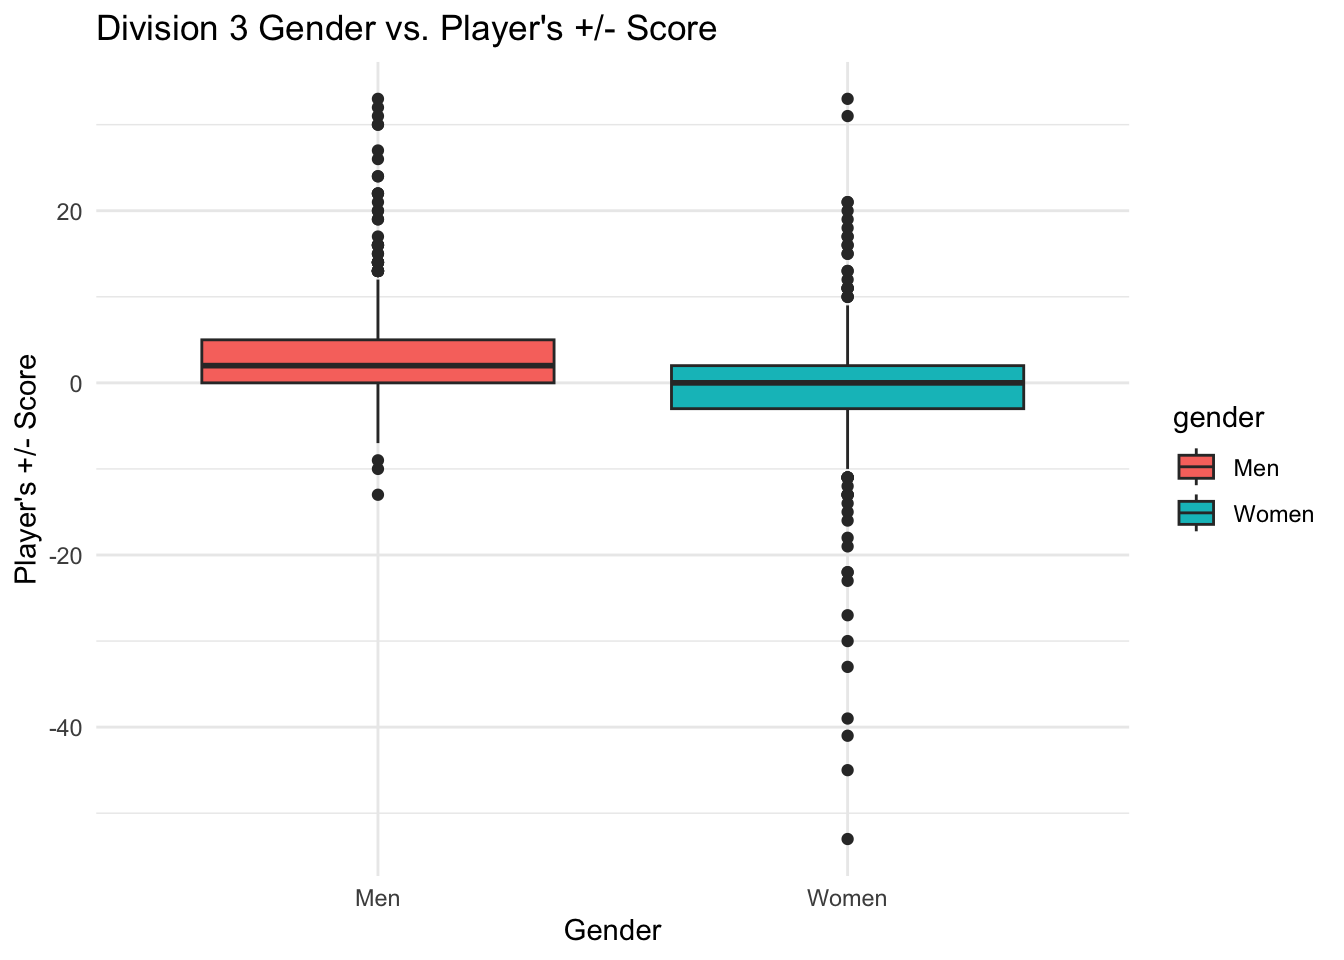 Division 3 Gender vs. Player's +/- Score
Player's +/- Score
20
0
-20
-40
Men
Women
Gender
gender
Men
Women